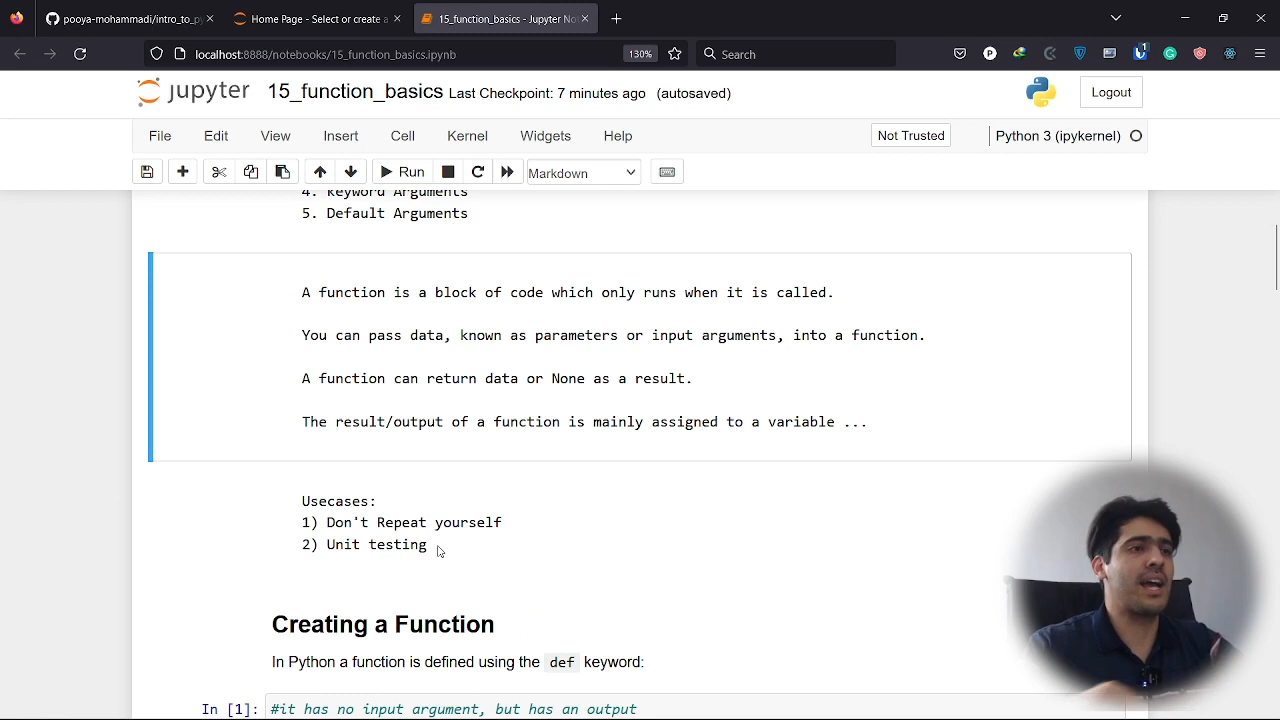 pooya-mohammadi/intro_to_p
Home Page - Select or create a
15_function_basics - Jupyter No
localhost:8888/notebooks/15_function_basics.ipynb
130%
Search
jupyter 15_function_basics Last Checkpoint: 7 minutes ago (autosaved)
Logout
File Edit View Insert Cell Kernel Widgets Help
Not Trusted
Python 3 (ipykernel)
Run
Markdown
4. Keyword Arguments
5. Default Arguments
A function is a block of code which only runs when it is called.
You can pass data, known as parameters or input arguments, into a function.
A function can return data or None as a result.
The result/output of a function is mainly assigned to a variable ...
Usecases:
1) Don't Repeat yourself
2) Unit testing
Creating a Function
In Python a function is defined using the def keyword:
In [1]: #it has no input argument, but has an output